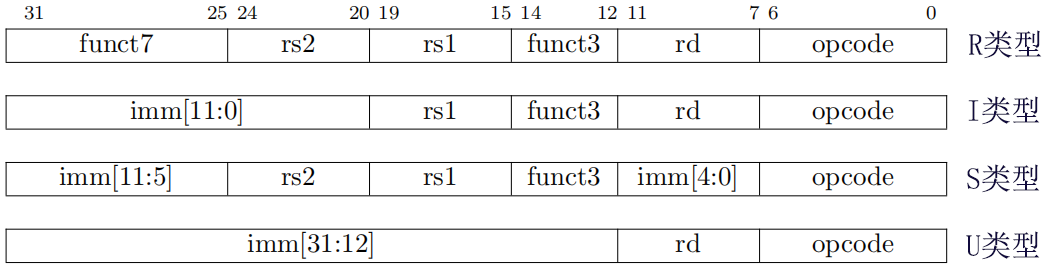 31 25 24 20 19 15 14 12 11 7 6 0
funct7 rs2 rs1 funct3 rd opcode R类型
imm[11:0] rs1 funct3 rd opcode I类型
imm[11:5] rs2 rs1 funct3 imm[4:0] opcode S类型
imm[31:12] rd opcode U类型